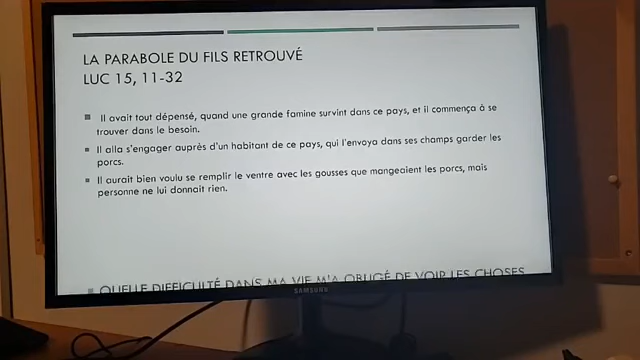 LA PARABOLE DU FILS RETROUVÉ
LUC 15, 11-32
Il avait tout dépensé, quand une grande famine survint dans ce pays, et il commença à se
trouver dans le besoin.
Il alla s'engager auprès d'un habitant de ce pays, qui l'envoya dans ses champs garder les
porcs.
Il aurait bien voulu se remplir le ventre avec les gousses que mangeaient les porcs, mais
personne ne lui donnait rien.
QUELLE DIFFICULTÉ DANS MA VIE M'A OBLIGÉ DE VOIR LES CHOSES
SAMSUNG